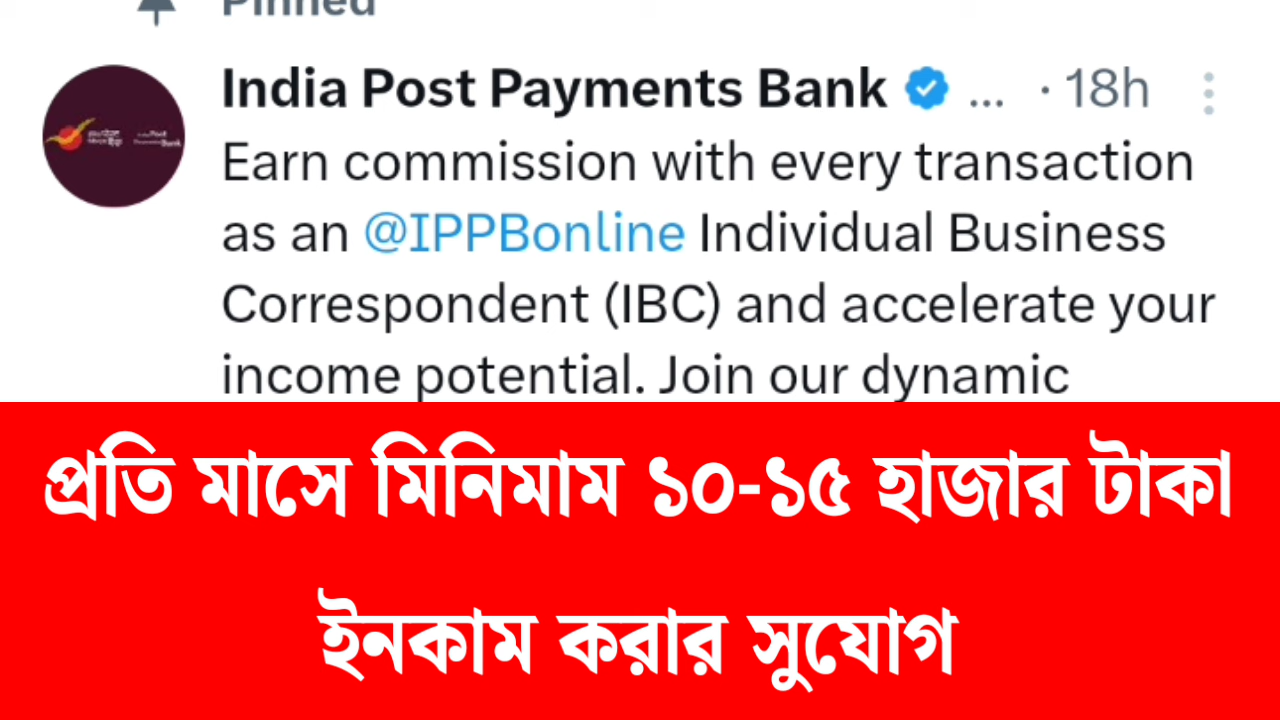 Pinned
India Post Payments Bank ... · 18h
Earn commission with every transaction
as an @IPPBonline Individual Business
Correspondent (IBC) and accelerate your
income potential. Join our dynamic
প্রতি মাসে মিনিমাম ১০-১৫ হাজার টাকা
ইনকাম করার সুযোগ